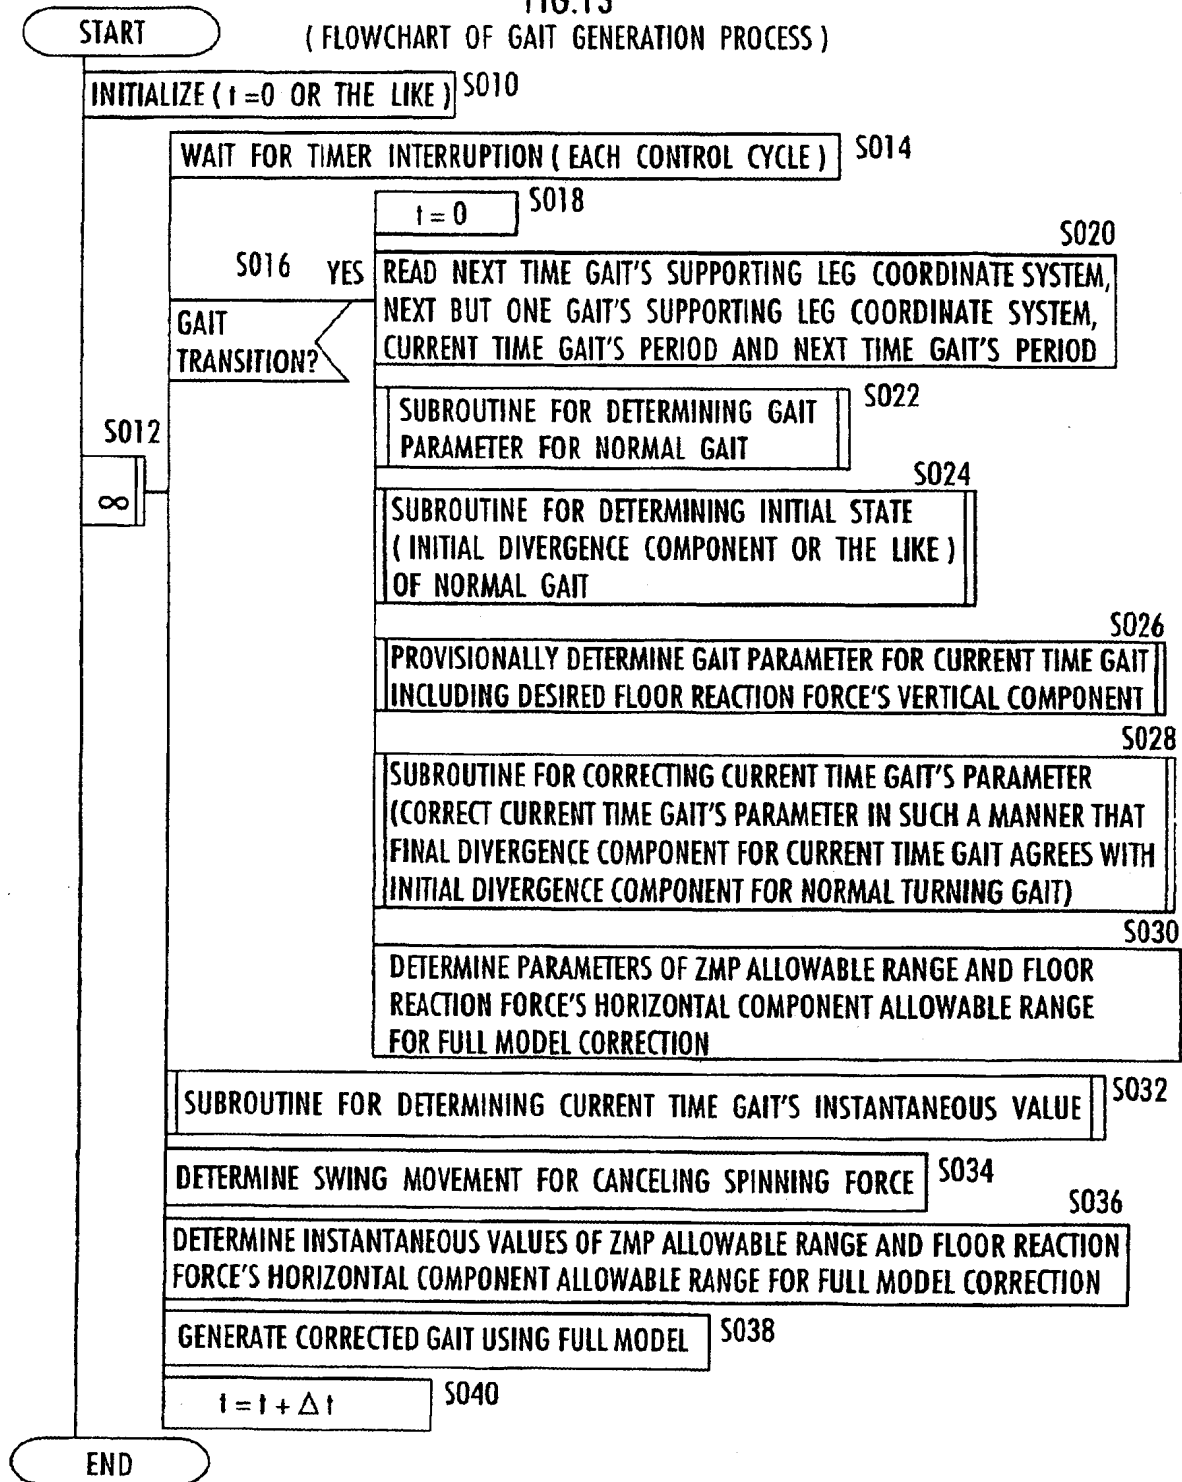 FIG.13
( FLOWCHART OF GAIT GENERATION PROCESS )
START
INITIALIZE ( t =0 OR THE LIKE )
S010
WAIT FOR TIMER INTERRUPTION ( EACH CONTROL CYCLE )
S014
t = 0
S018
S020
S016
YES
READ NEXT TIME GAIT'S SUPPORTING LEG COORDINATE SYSTEM,
NEXT BUT ONE GAIT'S SUPPORTING LEG COORDINATE SYSTEM,
CURRENT TIME GAIT'S PERIOD AND NEXT TIME GAIT'S PERIOD
GAIT
TRANSITION?
S022
SUBROUTINE FOR DETERMINING GAIT
PARAMETER FOR NORMAL GAIT
S012
∞
S024
SUBROUTINE FOR DETERMINING INITIAL STATE
( INITIAL DIVERGENCE COMPONENT OR THE LIKE )
OF NORMAL GAIT
S026
PROVISIONALLY DETERMINE GAIT PARAMETER FOR CURRENT TIME GAIT
INCLUDING DESIRED FLOOR REACTION FORCE'S VERTICAL COMPONENT
S028
SUBROUTINE FOR CORRECTING CURRENT TIME GAIT'S PARAMETER
(CORRECT CURRENT TIME GAIT'S PARAMETER IN SUCH A MANNER THAT
FINAL DIVERGENCE COMPONENT FOR CURRENT TIME GAIT AGREES WITH
INITIAL DIVERGENCE COMPONENT FOR NORMAL TURNING GAIT)
S030
DETERMINE PARAMETERS OF ZMP ALLOWABLE RANGE AND FLOOR
REACTION FORCE'S HORIZONTAL COMPONENT ALLOWABLE RANGE
FOR FULL MODEL CORRECTION
SUBROUTINE FOR DETERMINING CURRENT TIME GAIT'S INSTANTANEOUS VALUE
S032
DETERMINE SWING MOVEMENT FOR CANCELING SPINNING FORCE
S034
S036
DETERMINE INSTANTANEOUS VALUES OF ZMP ALLOWABLE RANGE AND FLOOR REACTION
FORCE'S HORIZONTAL COMPONENT ALLOWABLE RANGE FOR FULL MODEL CORRECTION
GENERATE CORRECTED GAIT USING FULL MODEL
S038
t = t + Δ t
S040
END